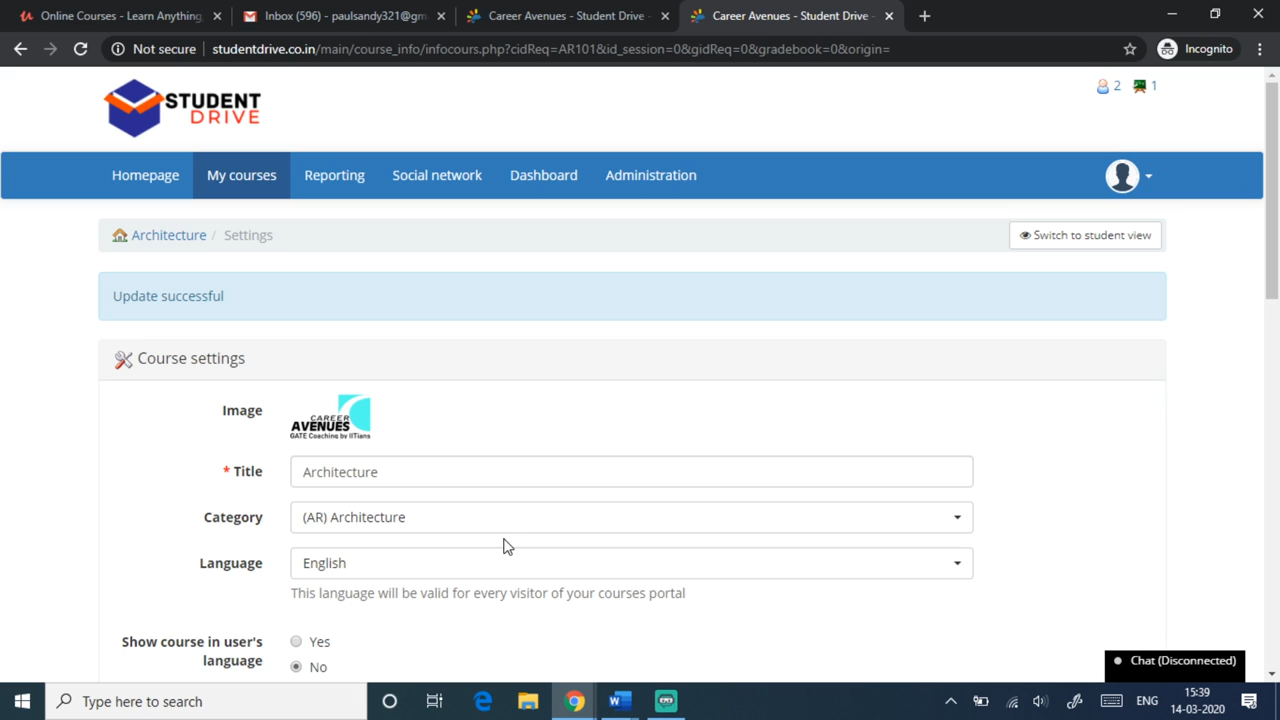 Online Courses - Learn Anything,
Inbox (596) - paulsandy321@gm
Career Avenues - Student Drive -
Career Avenues - Student Drive -
Not secure
studentdrive.co.in/main/course_info/infocours.php?cidReq=AR101&id_session=0&gidReq=0&gradebook=0&origin=
Incognito
STUDENT
DRIVE
2
1
Homepage
My courses
Reporting
Social network
Dashboard
Administration
Architecture / Settings
Switch to student view
Update successful
Course settings
Image
CAREER
AVENUES
GATE Coaching by IITians
* Title
Architecture
Category
(AR) Architecture
Language
English
This language will be valid for every visitor of your courses portal
Show course in user's
language
Yes
No
Chat (Disconnected)
Type here to search
ENG
15:39
14-03-2020